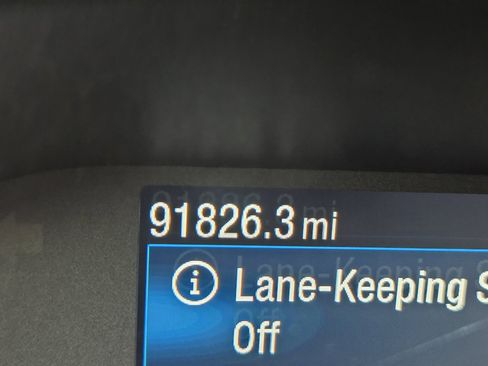 91826.3 mi
Lane-Keeping S
Off